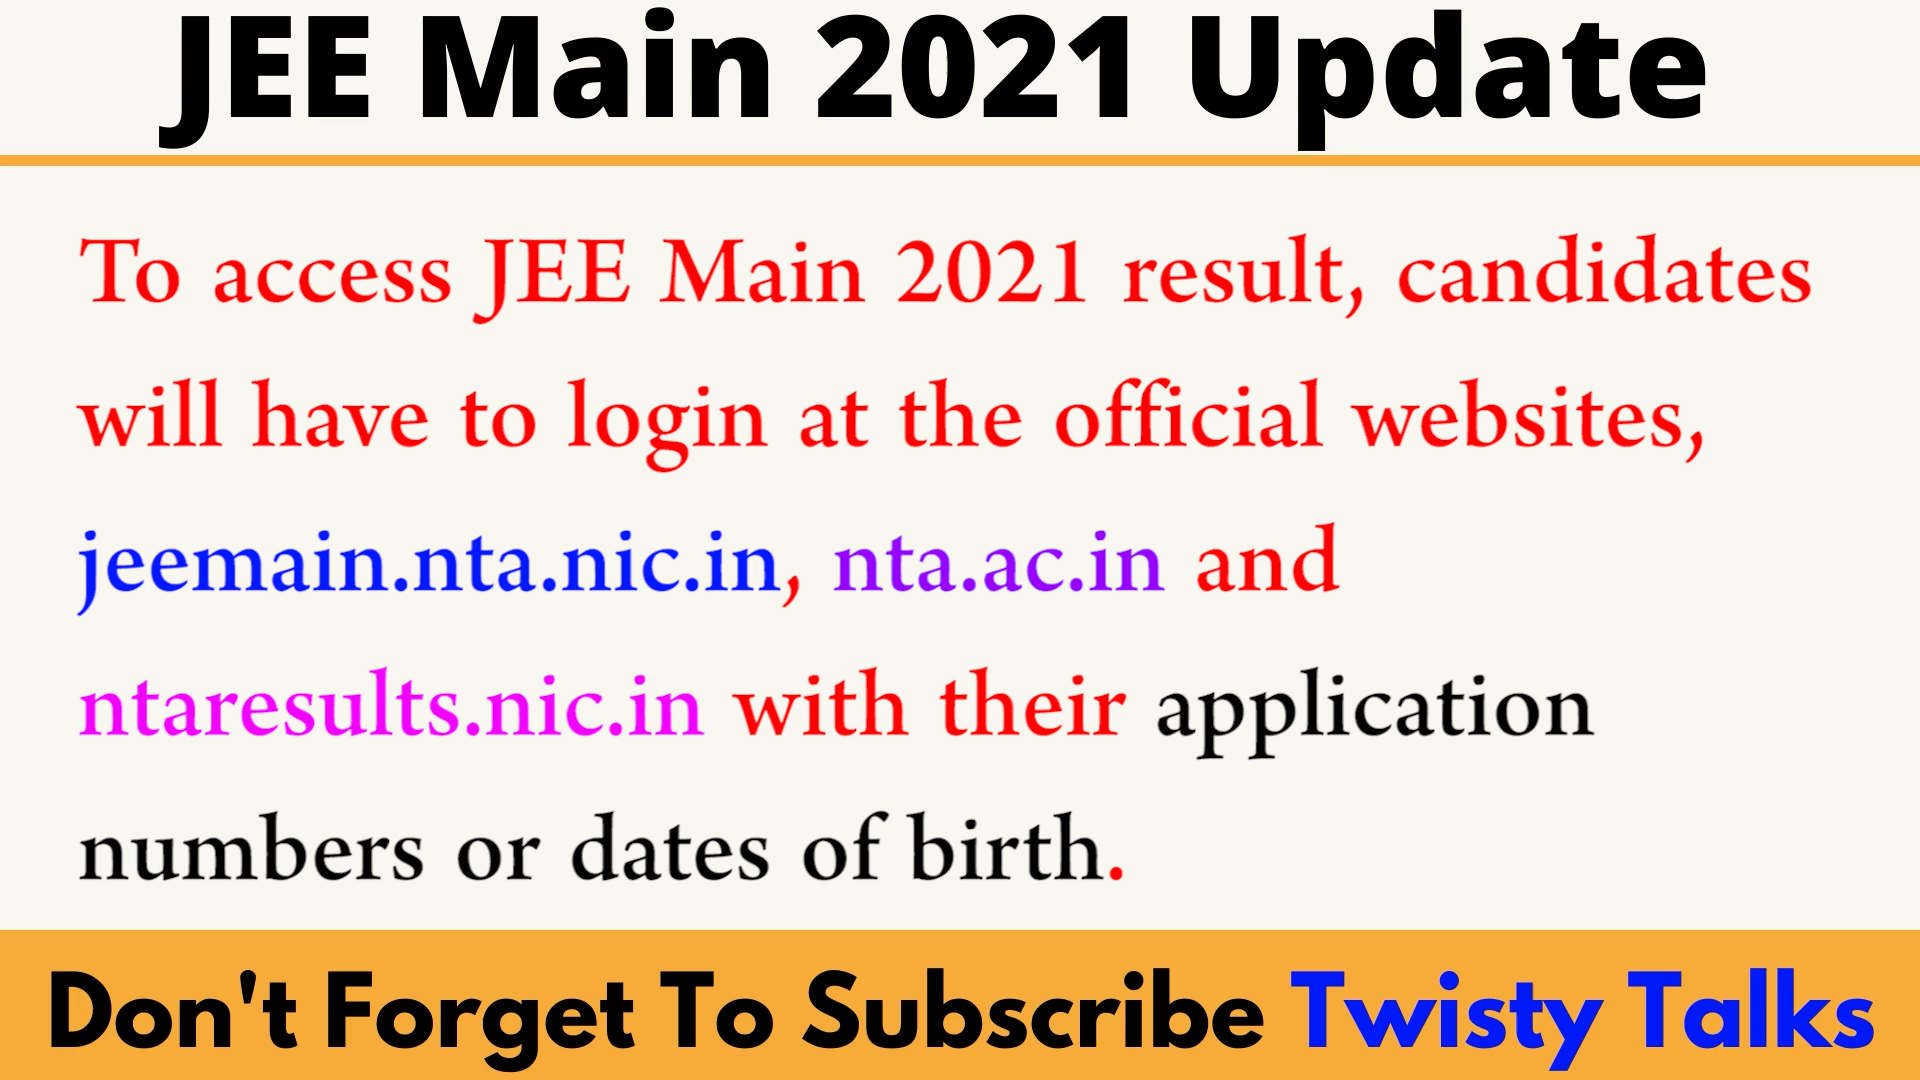 JEE Main 2021 Update
To access JEE Main 2021 result, candidates
will have to login at the official websites,
jeemain.nta.nic.in, nta.ac.in and
ntaresults.nic.in with their application
numbers or dates of birth.
Don't Forget To Subscribe Twisty Talks